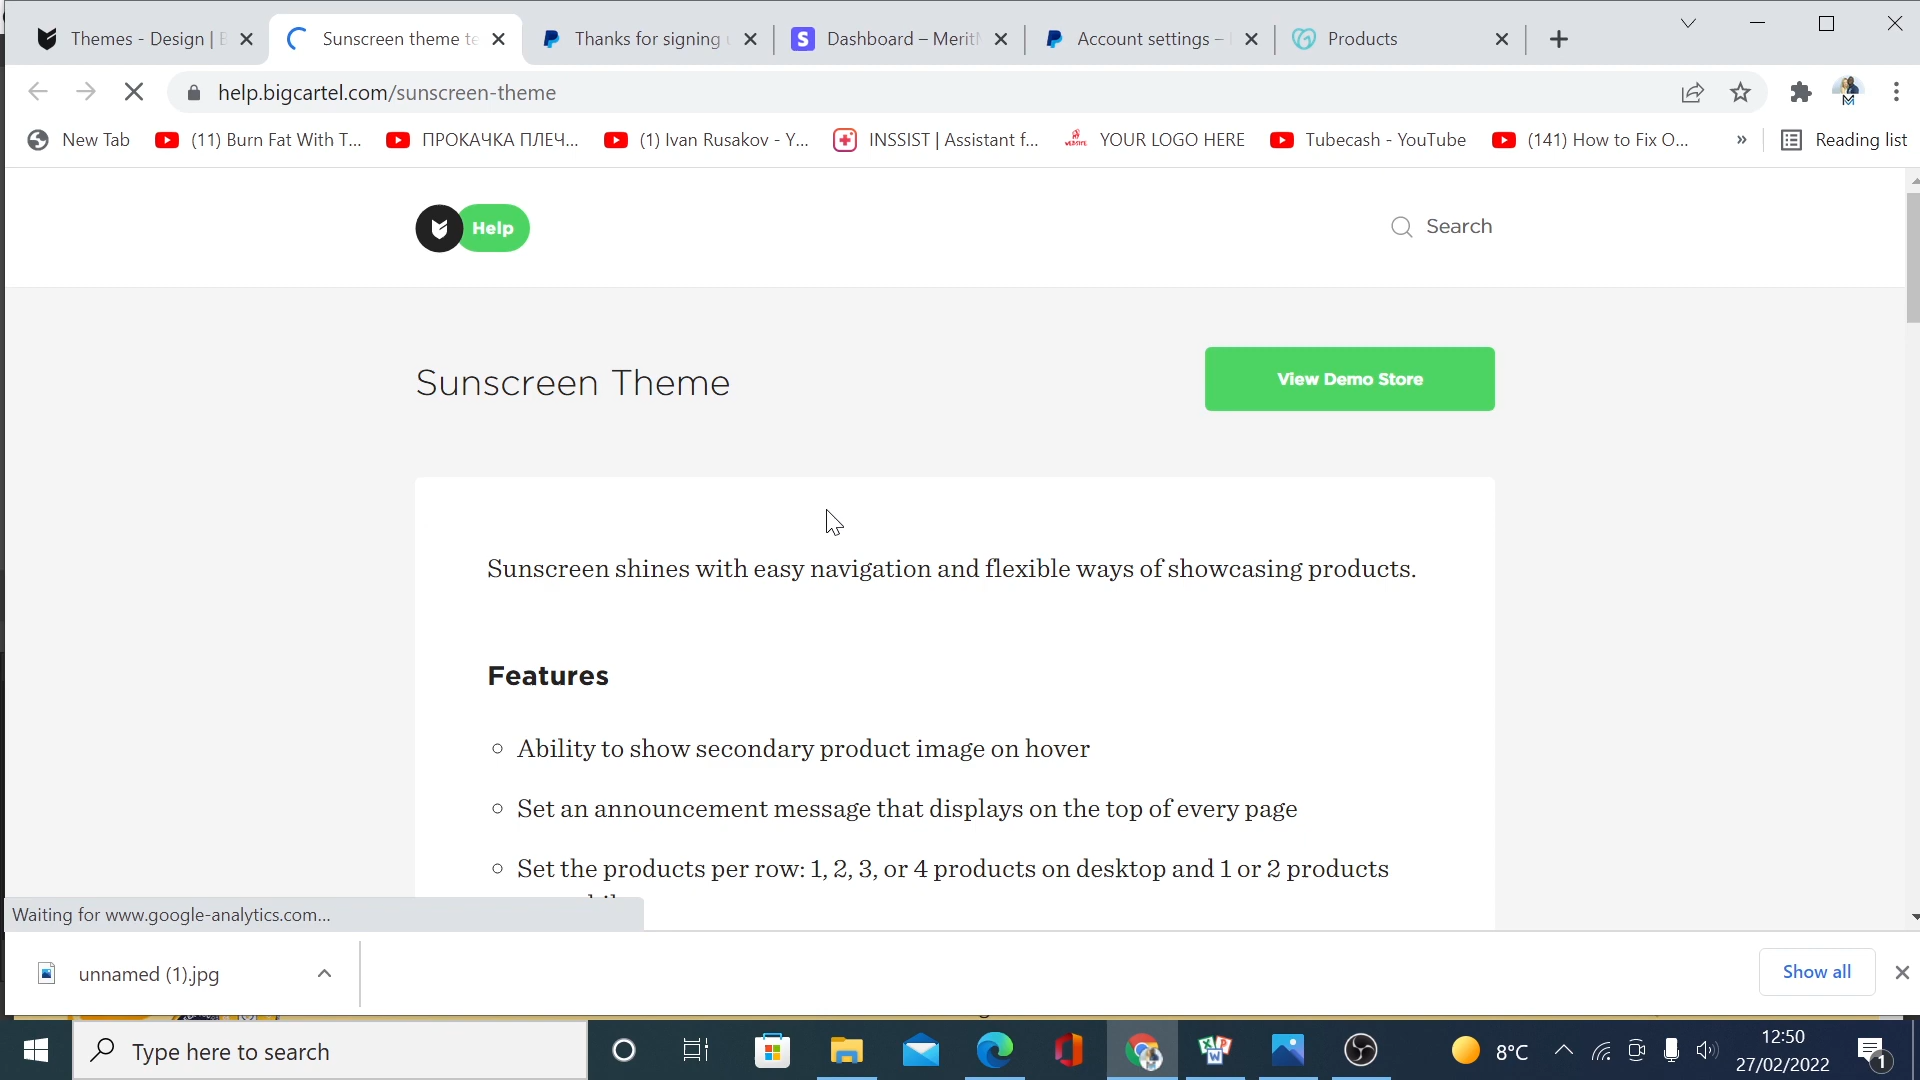 Themes - Design | B
Sunscreen theme te
Thanks for signing u
Dashboard – Merit
Account settings –
Products
help.bigcartel.com/sunscreen-theme
New Tab
(11) Burn Fat With T...
ПРОКАЧКА ПЛЕЧ...
(1) Ivan Rusakov - Y...
INSSIST | Assistant f...
YOUR LOGO HERE
Tubecash - YouTube
(141) How to Fix O...
»
Reading list
Help
Search
Sunscreen Theme
View Demo Store
Sunscreen shines with easy navigation and flexible ways of showcasing products.
Features
Ability to show secondary product image on hover
Set an announcement message that displays on the top of every page
Set the products per row: 1, 2, 3, or 4 products on desktop and 1 or 2 products
Waiting for www.google-analytics.com...
unnamed (1).jpg
Show all
Type here to search
8°C
12:50
27/02/2022
1